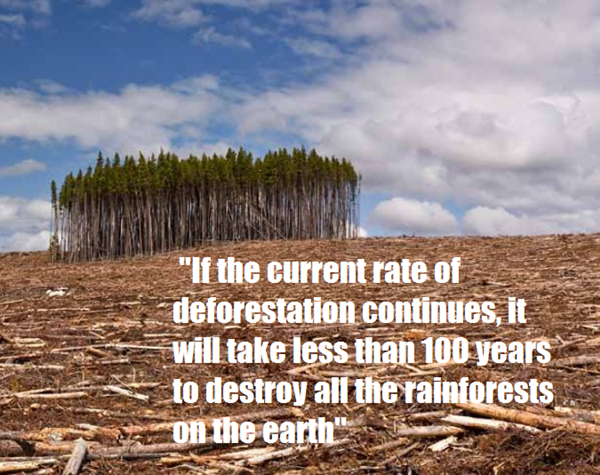 "If the current rate of
deforestation continues, it
will take less than 100 years
to destroy all the rainforests
on the earth"